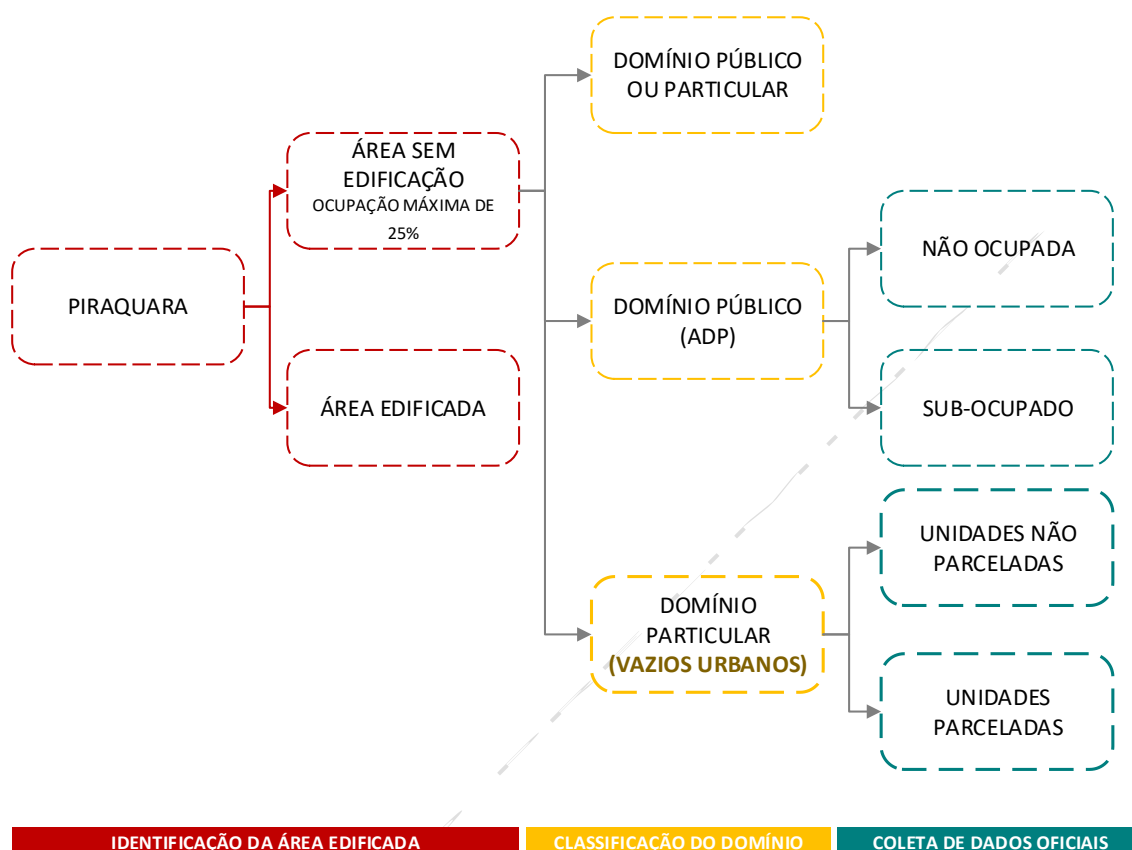 DOMÍNIO PÚBLICO
OU PARTICULAR
ÁREA SEM
EDIFICAÇÃO
OCUPAÇÃO MÁXIMA DE
25%
NÃO OCUPADA
PIRAQUARA
DOMÍNIO PÚBLICO
(ADP)
ÁREA EDIFICADA
SUB-OCUPADO
UNIDADES NÃO
PARCELADAS
DOMÍNIO
PARTICULAR
(VAZIOS URBANOS)
UNIDADES
PARCELADAS
IDENTIFICAÇÃO DA ÁREA EDIFICADA
CLASSIFICAÇÃO DO DOMÍNIO
COLETA DE DADOS OFICIAIS